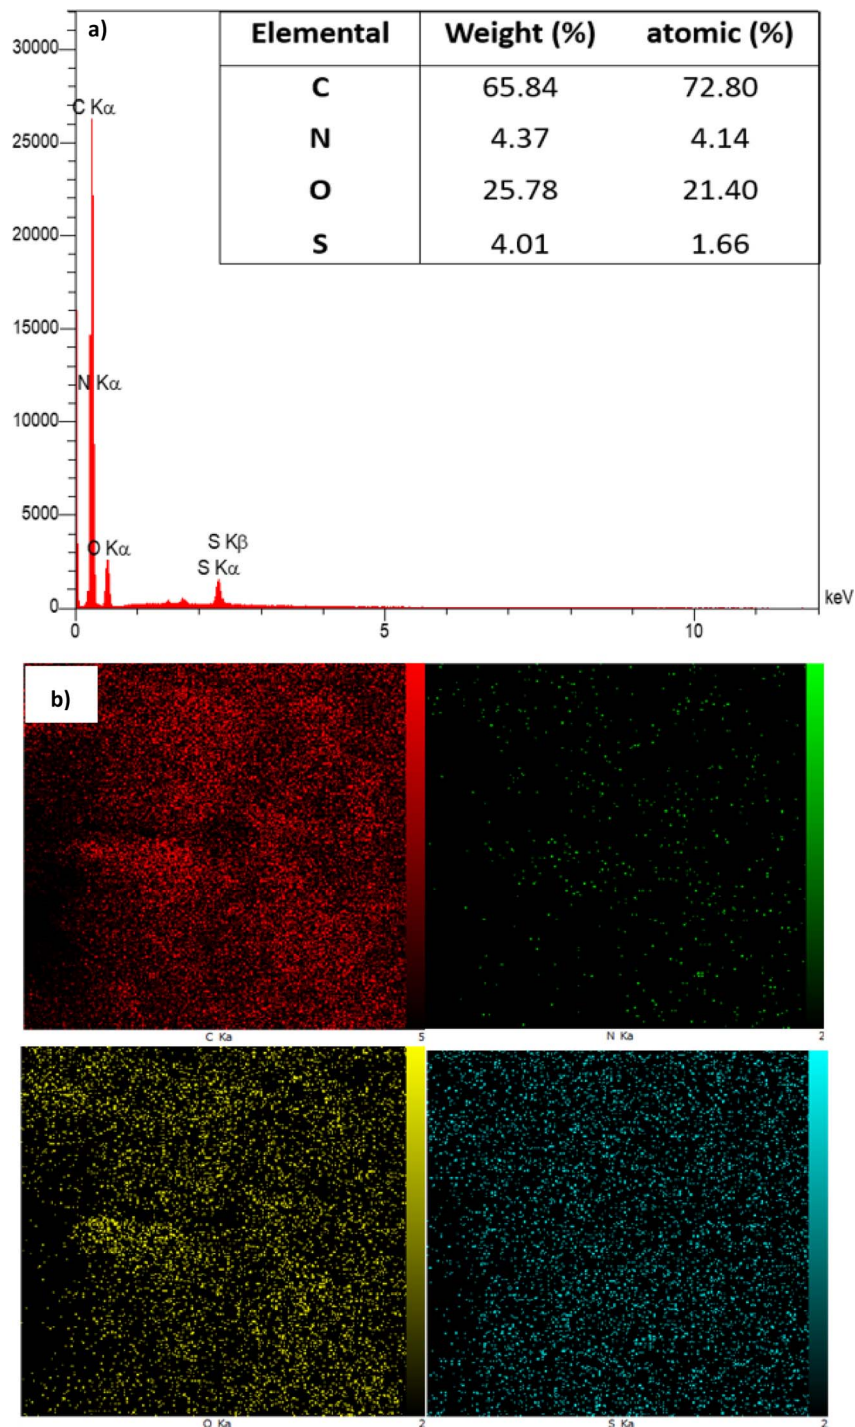 a)
Elemental Weight (%) atomic (%)
C 65.84 72.80
N 4.37 4.14
O 25.78 21.40
S 4.01 1.66
30000
25000
20000
15000
10000
5000
0
C Kα
N Kα
O Kα
S Kβ
S Kα
0 5 10 keV
b)
C Ka 5 N Ka 2
O Ka 2 S Ka 2